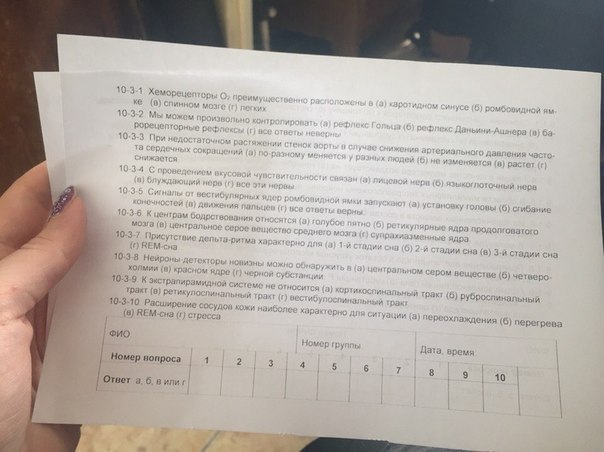 10-3-1 Хеморецепторы O₂ преимущественно расположены в (а) каротидном синусе (б) ромбовидной ям-
ке (в) спинном мозге (г) легких
10-3-2 Мы можем произвольно контролировать (а) рефлекс Гольца (б) рефлекс Даньини-Ашнера (в) ба-
рорецепторные рефлексы (г) все ответы неверны
10-3-3 При недостаточном растяжении стенок аорты в случае снижения артериального давления часто-
та сердечных сокращений (а) по-разному меняется у разных людей (б) не изменяется (в) растет (г)
снижается
10-3-4 С проведением вкусовой чувствительности связан (а) лицевой нерв (б) языкоглоточный нерв
(в) блуждающий нерв (г) все эти нервы
10-3-5 Сигналы от вестибулярных ядер ромбовидной ямки запускают (а) установку головы (б) сгибание
конечностей (в) движения пальцев (г) все ответы верны
10-3-6 К центрам бодрствования относятся (а) голубое пятно (б) ретикулярные ядра продолговатого
мозга (в) центральное серое вещество среднего мозга (г) супрахиазменные ядра
10-3-7 Присутствие дельта-ритма характерно для (а) 1-й стадии сна (б) 2-й стадии сна (в) 3-й стадии сна
(г) REM-сна
10-3-8 Нейроны-детекторы новизны можно обнаружить в (а) центральном сером веществе (б) четверо-
холмии (в) красном ядре (г) черной субстанции
10-3-9 К экстрапирамидной системе не относится (а) кортикоспинальный тракт (б) руброспинальный
тракт (в) ретикулоспинальный тракт (г) вестибулоспинальный тракт
10-3-10 Расширение сосудов кожи наиболее характерно для ситуации (а) переохлаждения (б) перегрева
(в) REM-сна (г) стресса
ФИО Номер группы Дата, время
Номер вопроса 1 2 3 4 5 6 7 8 9 10
Ответ а, б, в или г